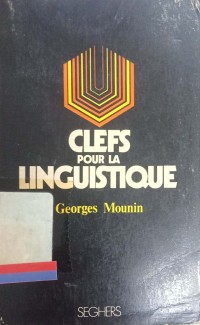 CLEFS
POUR LA
LINGUISTIQUE
Georges Mounin
SEGHERS